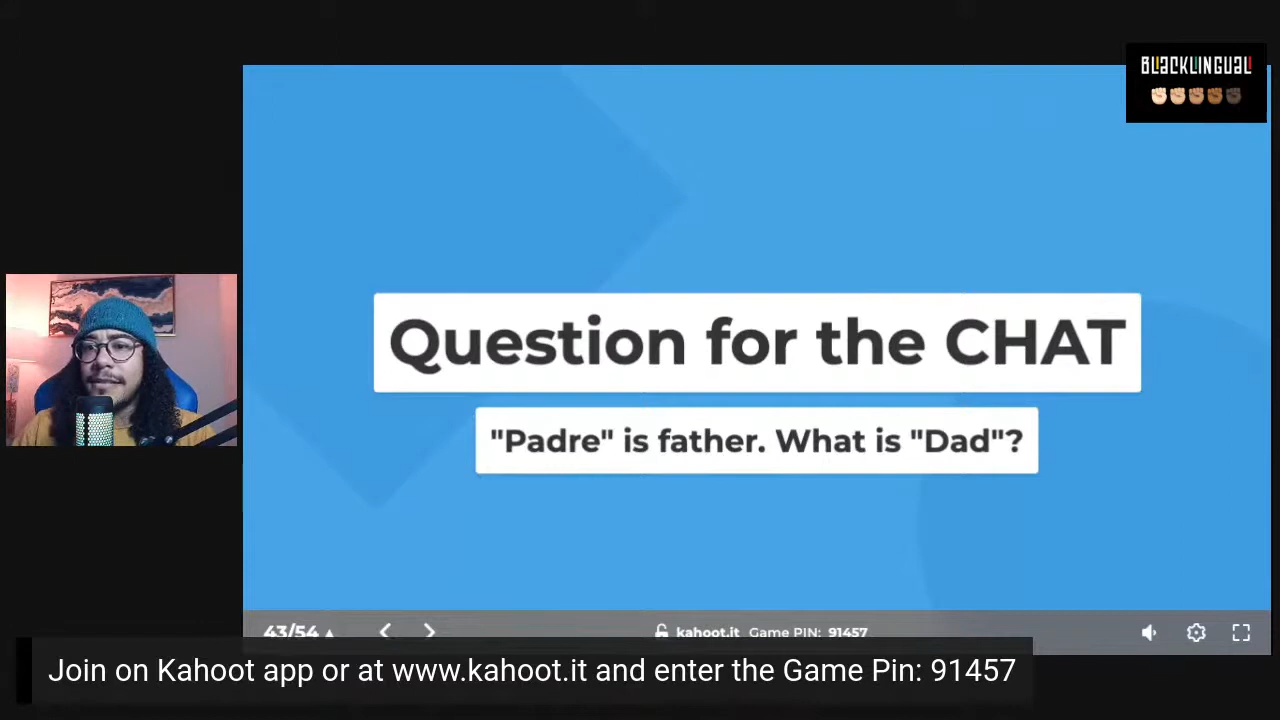 BLACKLINGUAL
Question for the CHAT
"Padre" is father. What is "Dad"?
43/54
kahoot.it Game PIN: 91457
Join on Kahoot app or at www.kahoot.it and enter the Game Pin: 91457